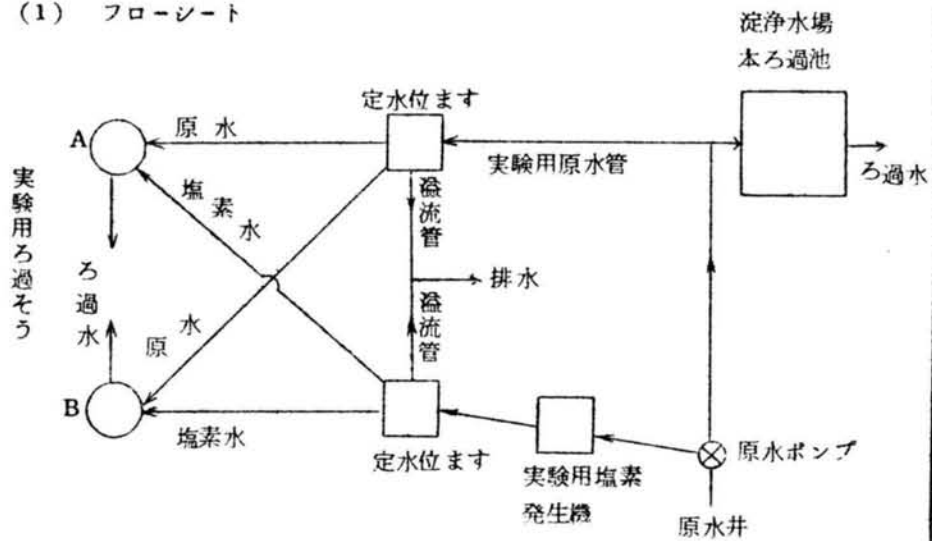 (1) フローシート
淀浄水場
本ろ過池
定水位ます
A
原水
実験用原水管
ろ過水
塩素水
溢流管
実験用ろ過そう
ろ過水
排水
原水
溢流管
B
塩素水
定水位ます
実験用塩素
発生機
原水ポンプ
原水井